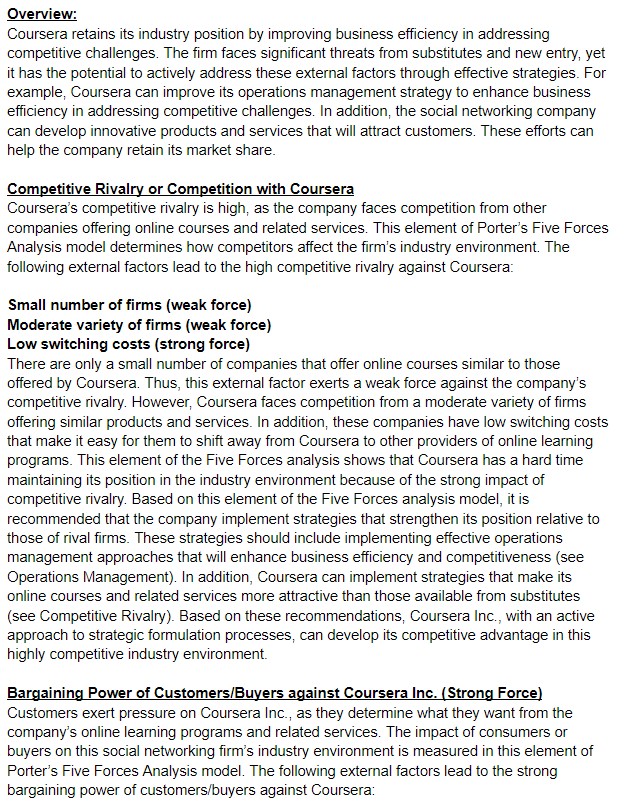 Overview:
Coursera retains its industry position by improving business efficiency in addressing
competitive challenges. The firm faces significant threats from substitutes and new entry, yet
it has the potential to actively address these external factors through effective strategies. For
example, Coursera can improve its operations management strategy to enhance business
efficiency in addressing competitive challenges. In addition, the social networking company
can develop innovative products and services that will attract customers. These efforts can
help the company retain its market share.
Competitive Rivalry or Competition with Coursera
Coursera's competitive rivalry is high, as the company faces competition from other
companies offering online courses and related services. This element of Porter's Five Forces
Analysis model determines how competitors affect the firm's industry environment. The
following external factors lead to the high competitive rivalry against Coursera:
Small number of firms (weak force)
Moderate variety of firms (weak force)
Low switching costs (strong force)
There are only a small number of companies that offer online courses similar to those
offered by Coursera. Thus, this external factor exerts a weak force against the company's
competitive rivalry. However, Coursera faces competition from a moderate variety of firms
offering similar products and services. In addition, these companies have low switching costs
that make it easy for them to shift away from Coursera to other providers of online learning
programs. This element of the Five Forces analysis shows that Coursera has a hard time
maintaining its position in the industry environment because of the strong impact of
competitive rivalry. Based on this element of the Five Forces analysis model, it is
recommended that the company implement strategies that strengthen its position relative to
those of rival firms. These strategies should include implementing effective operations
management approaches that will enhance business efficiency and competitiveness (see
Operations Management). In addition, Coursera can implement strategies that make its
online courses and related services more attractive than those available from substitutes
(see Competitive Rivalry). Based on these recommendations, Coursera Inc., with an active
approach to strategic formulation processes, can develop its competitive advantage in this
highly competitive industry environment.
Bargaining Power of Customers/Buyers against Coursera Inc. (Strong Force)
Customers exert pressure on Coursera Inc., as they determine what they want from the
company's online learning programs and related services. The impact of consumers or
buyers on this social networking firm's industry environment is measured in this element of
Porter's Five Forces Analysis model. The following external factors lead to the strong
bargaining power of customers/buyers against Coursera: